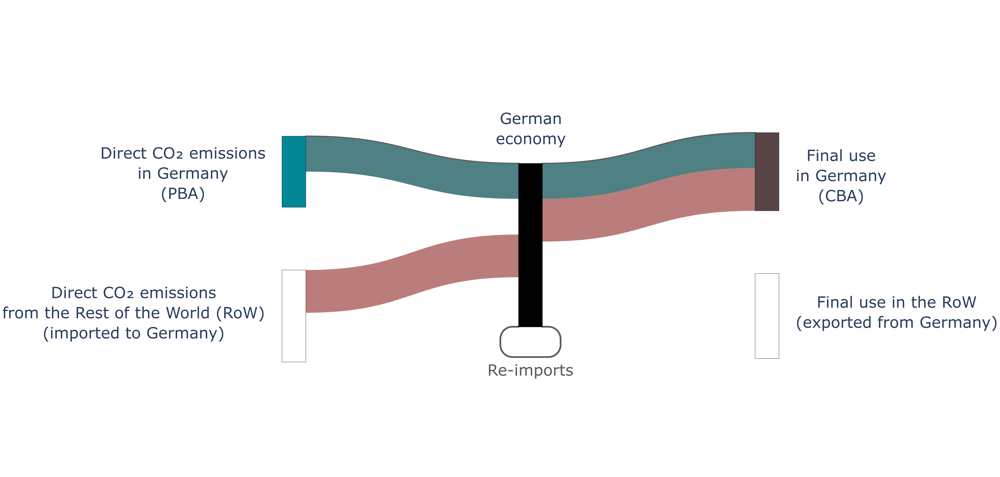 German
economy
Direct CO₂ emissions
in Germany
(PBA)
Final use
in Germany
(CBA)
Direct CO₂ emissions
from the Rest of the World (RoW)
(imported to Germany)
Final use in the RoW
(exported from Germany)
Re-imports